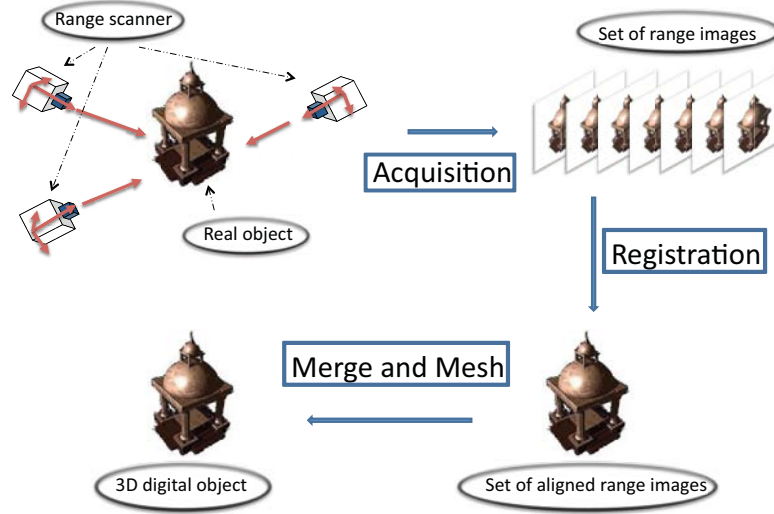 Range scanner
Set of range images
Acquisition
Real object
Registration
Merge and Mesh
3D digital object
Set of aligned range images